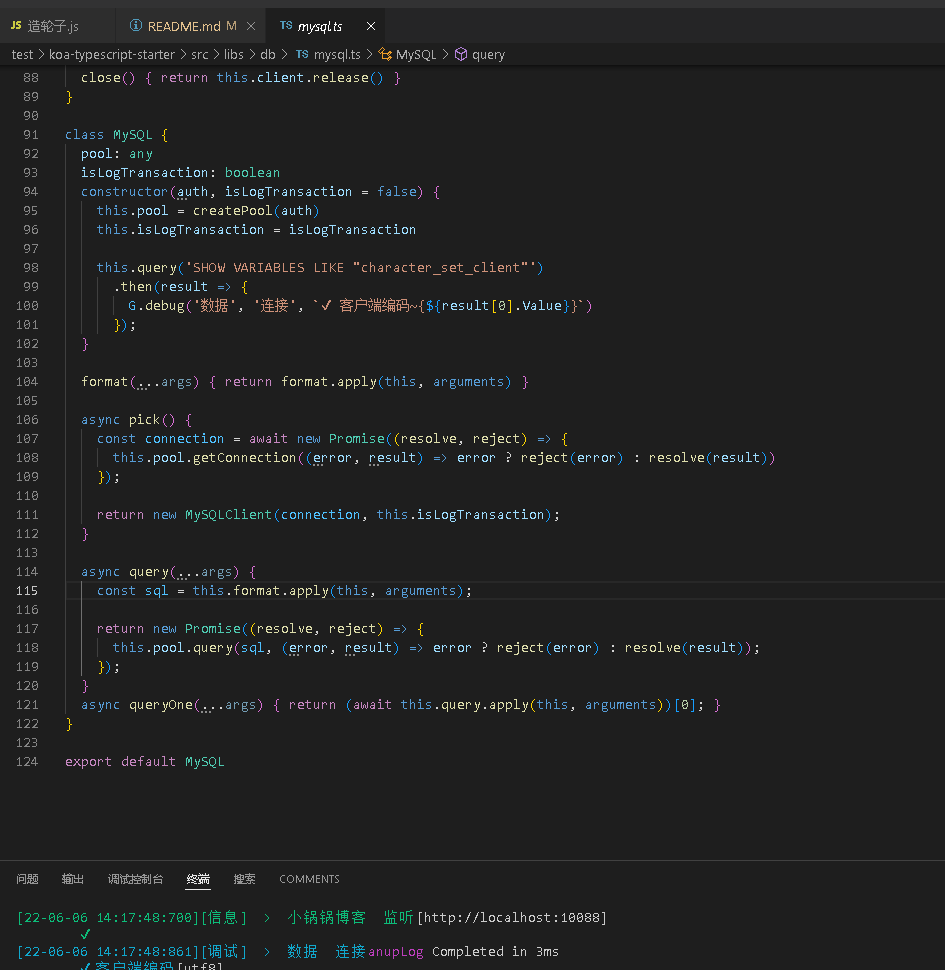 JS 造轮子.js README.md M × TS mysql.ts ×
test > koa-typescript-starter > src > libs > db > TS mysql.ts > MySQL > query
88 close() { return this.client.release() }
89 }
90
91 class MySQL {
92 pool: any
93 isLogTransaction: boolean
94 constructor(auth, isLogTransaction = false) {
95 this.pool = createPool(auth)
96 this.isLogTransaction = isLogTransaction
97
98 this.query('SHOW VARIABLES LIKE "character_set_client"')
99 .then(result => {
100 G.debug('数据', '连接', `✓ 客户端编码~{${result[0].Value}}`)
101 });
102 }
103
104 format(...args) { return format.apply(this, arguments) }
105
106 async pick() {
107 const connection = await new Promise((resolve, reject) => {
108 this.pool.getConnection((error, result) => error ? reject(error) : resolve(result))
109 });
110
111 return new MySQLClient(connection, this.isLogTransaction);
112 }
113
114 async query(...args) {
115 const sql = this.format.apply(this, arguments);
116
117 return new Promise((resolve, reject) => {
118 this.pool.query(sql, (error, result) => error ? reject(error) : resolve(result));
119 });
120 }
121 async queryOne(...args) { return (await this.query.apply(this, arguments))[0]; }
122 }
123
124 export default MySQL
问题 输出 调试控制台 终端 搜索 COMMENTS
[22-06-06 14:17:48:700][信息] > 小锅锅博客 监听[http://localhost:10088]
✓
[22-06-06 14:17:48:861][调试] > 数据 连接anupLog Completed in 3ms
✓客户端编码[utf8]